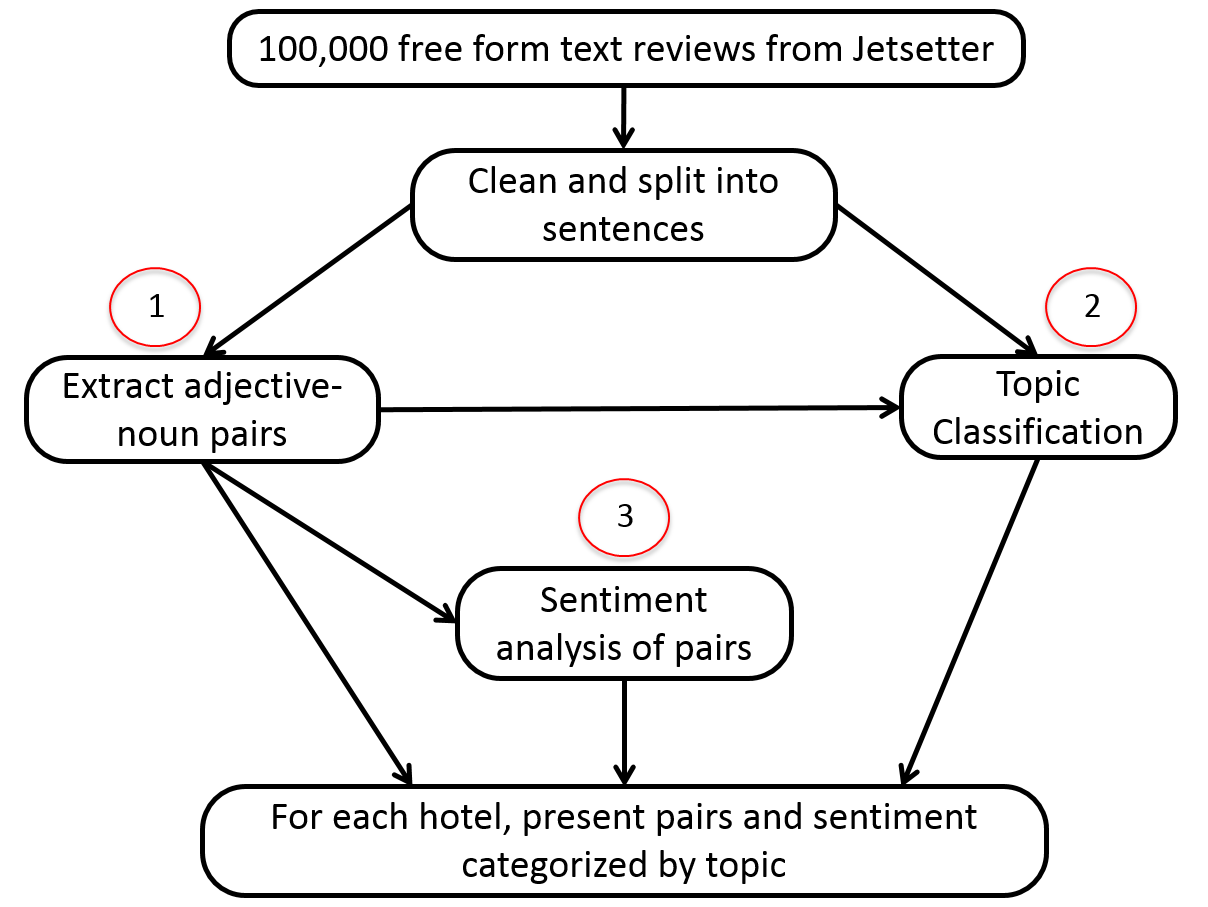 100,000 free form text reviews from Jetsetter
Clean and split into
sentences
1
2
Extract adjective-
noun pairs
Topic
Classification
3
Sentiment
analysis of pairs
For each hotel, present pairs and sentiment
categorized by topic